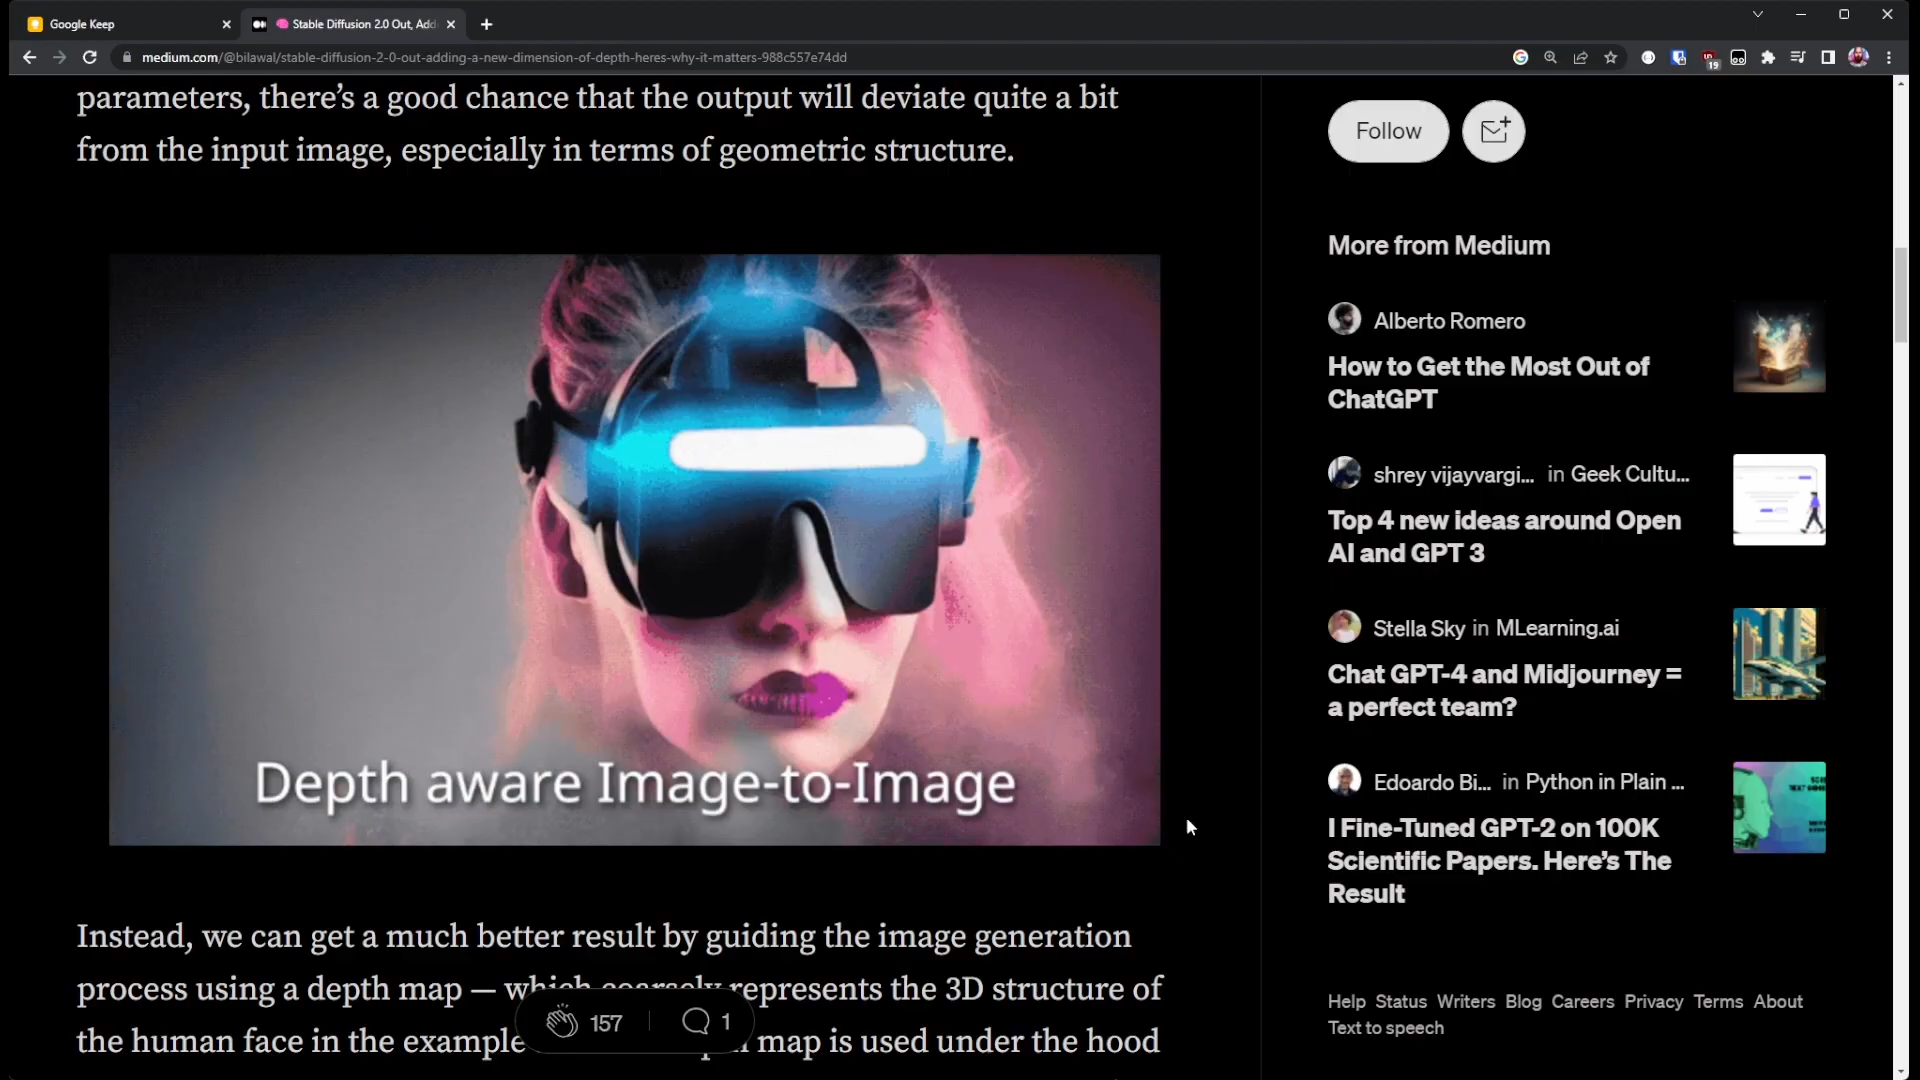 Google Keep
Stable Diffusion 2.0 Out, Add
medium.com/@bilawal/stable-diffusion-2-0-out-adding-a-new-dimension-of-depth-heres-why-it-matters-988c557e74dd
19
parameters, there's a good chance that the output will deviate quite a bit
from the input image, especially in terms of geometric structure.
Depth aware Image-to-Image
Instead, we can get a much better result by guiding the image generation
process using a depth map — which coarsely represents the 3D structure of
the human face in the example
map is used under the hood
157
1
Follow
More from Medium
Alberto Romero
How to Get the Most Out of
ChatGPT
shrey vijayvargi... in Geek Cultu...
Top 4 new ideas around Open
AI and GPT 3
Stella Sky in MLearning.ai
Chat GPT-4 and Midjourney =
a perfect team?
Edoardo Bi... in Python in Plain ...
I Fine-Tuned GPT-2 on 100K
Scientific Papers. Here's The
Result
Help Status Writers Blog Careers Privacy Terms About
Text to speech